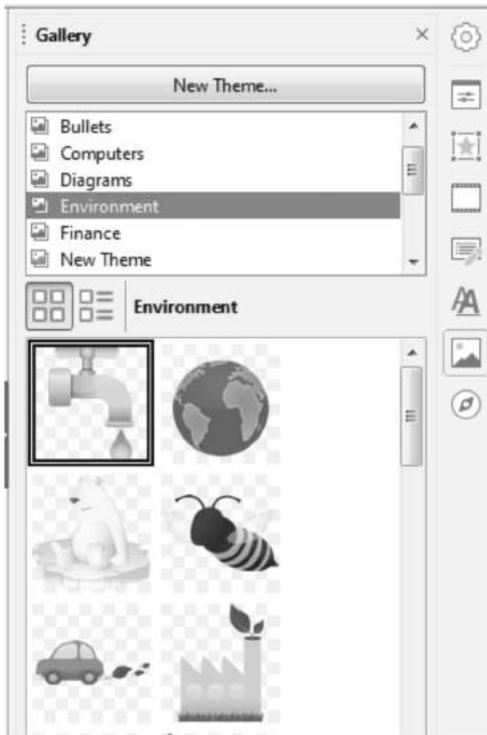 Gallery
New Theme...
Bullets
Computers
Diagrams
Environment
Finance
New Theme
Environment